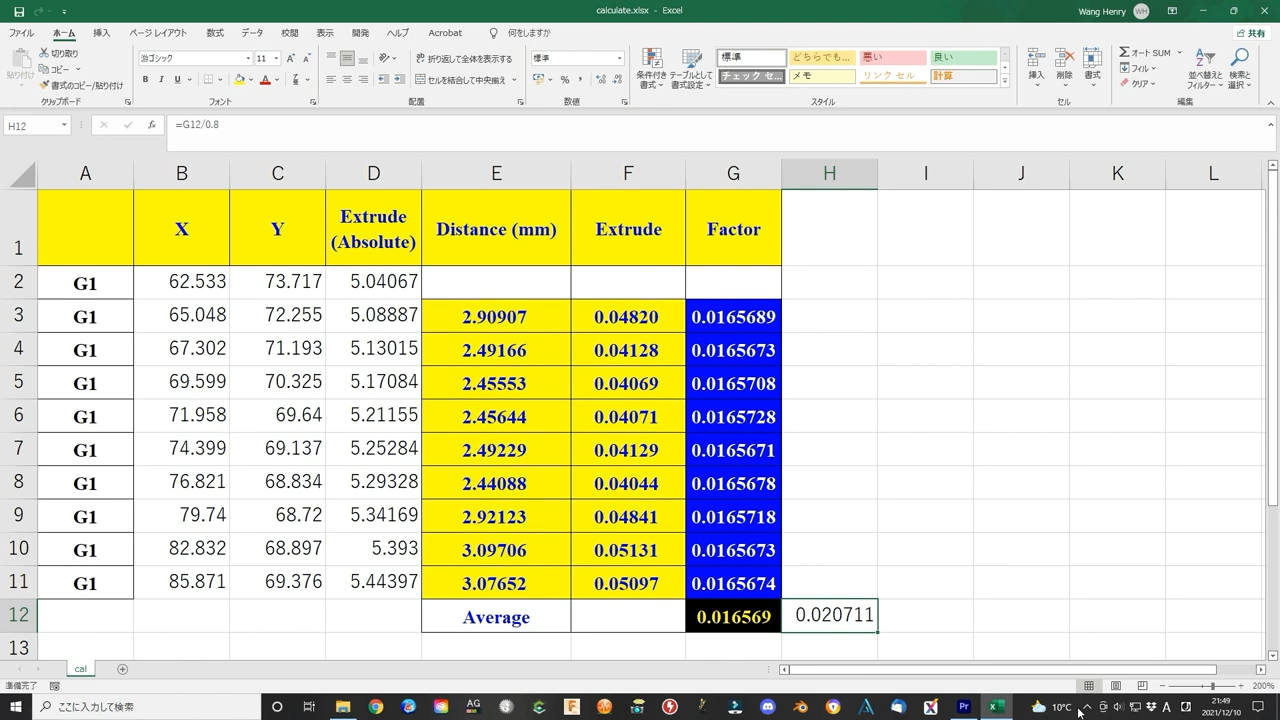 calculate.xlsx - Excel
Wang Henry
WH
ファイル ホーム 挿入 ページ レイアウト 数式 データ 校閲 表示 開発 ヘルプ Acrobat 何をしますか
共有
貼り付け
切り取り
コピー
書式のコピー/貼り付け
クリップボード
游ゴシック 11
B I U
フォント
折り返して全体を表示する
セルを結合して中央揃え
配置
標準
数値
条件付き書式
テーブルとして書式設定
標準 どちらでも... 悪い 良い
チェック セ... メモ リンク セル 計算
スタイル
挿入 削除 書式
セル
オート SUM
フィル
クリア
並べ替えと フィルター
検索と 選択
編集
H12
fx
=G12/0.8
A B C D E F G H I J K L
1 X Y Extrude (Absolute) Distance (mm) Extrude Factor
2 G1 62.533 73.717 5.04067
3 G1 65.048 72.255 5.08887 2.90907 0.04820 0.0165689
4 G1 67.302 71.193 5.13015 2.49166 0.04128 0.0165673
5 G1 69.599 70.325 5.17084 2.45553 0.04069 0.0165708
6 G1 71.958 69.64 5.21155 2.45644 0.04071 0.0165728
7 G1 74.399 69.137 5.25284 2.49229 0.04129 0.0165671
8 G1 76.821 68.834 5.29328 2.44088 0.04044 0.0165678
9 G1 79.74 68.72 5.34169 2.92123 0.04841 0.0165718
10 G1 82.832 68.897 5.393 3.09706 0.05131 0.0165673
11 G1 85.871 69.376 5.44397 3.07652 0.05097 0.0165674
12 Average 0.016569 0.020711
13
cal
準備完了
200%
ここに入力して検索
AG
Pr
10°C
A
21:49
2021/12/10